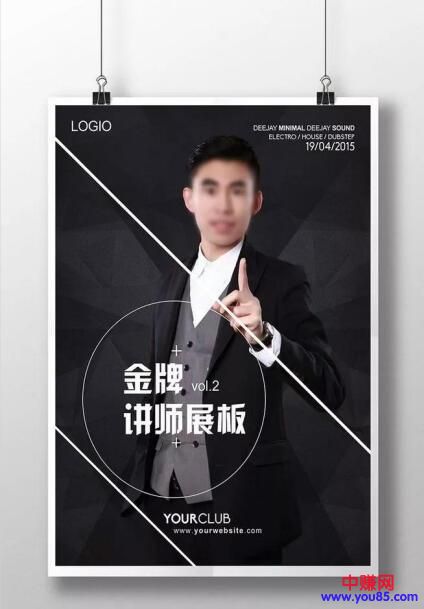 LOGIO
DEEJAY MINIMAL DEEJAY SOUND
ELECTRO / HOUSE / DUBSTEP
19/04/2015
金牌 vol.2
讲师展板
YOURCLUB
www.yourwebsite.com
中赚网
www.you85.com